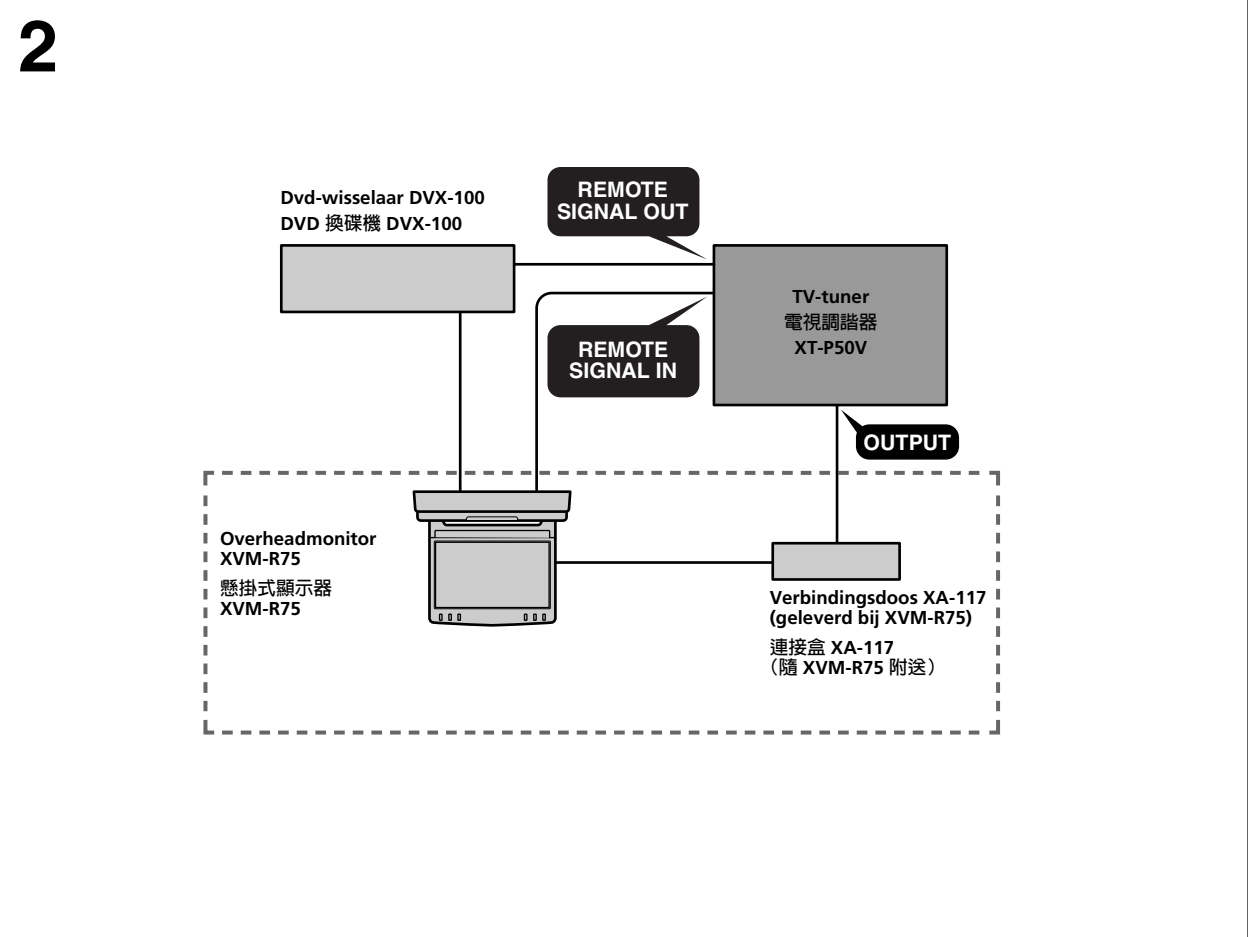 2
Dvd-wisselaar DVX-100
DVD 換碟機 DVX-100
REMOTE
SIGNAL OUT
TV-tuner
電視調諧器
XT-P50V
REMOTE
SIGNAL IN
OUTPUT
Overheadmonitor
XVM-R75
懸掛式顯示器
XVM-R75
Verbindingsdoos XA-117
(geleverd bij XVM-R75)
連接盒 XA-117
（隨 XVM-R75 附送）